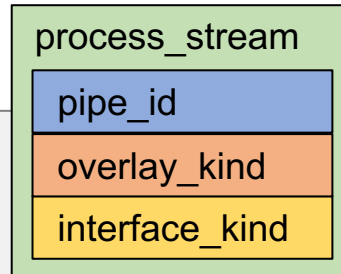 process_stream
pipe_id
overlay_kind
interface_kind